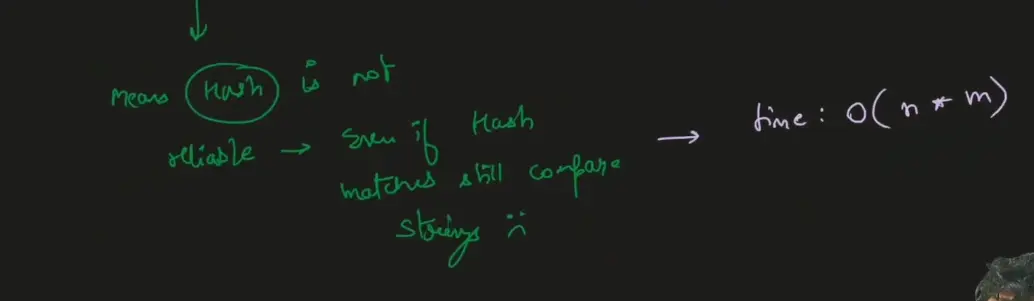 means Hash is not
reliable → Even if Hash
matches still compare
strings :(
→ time: O(n * m)